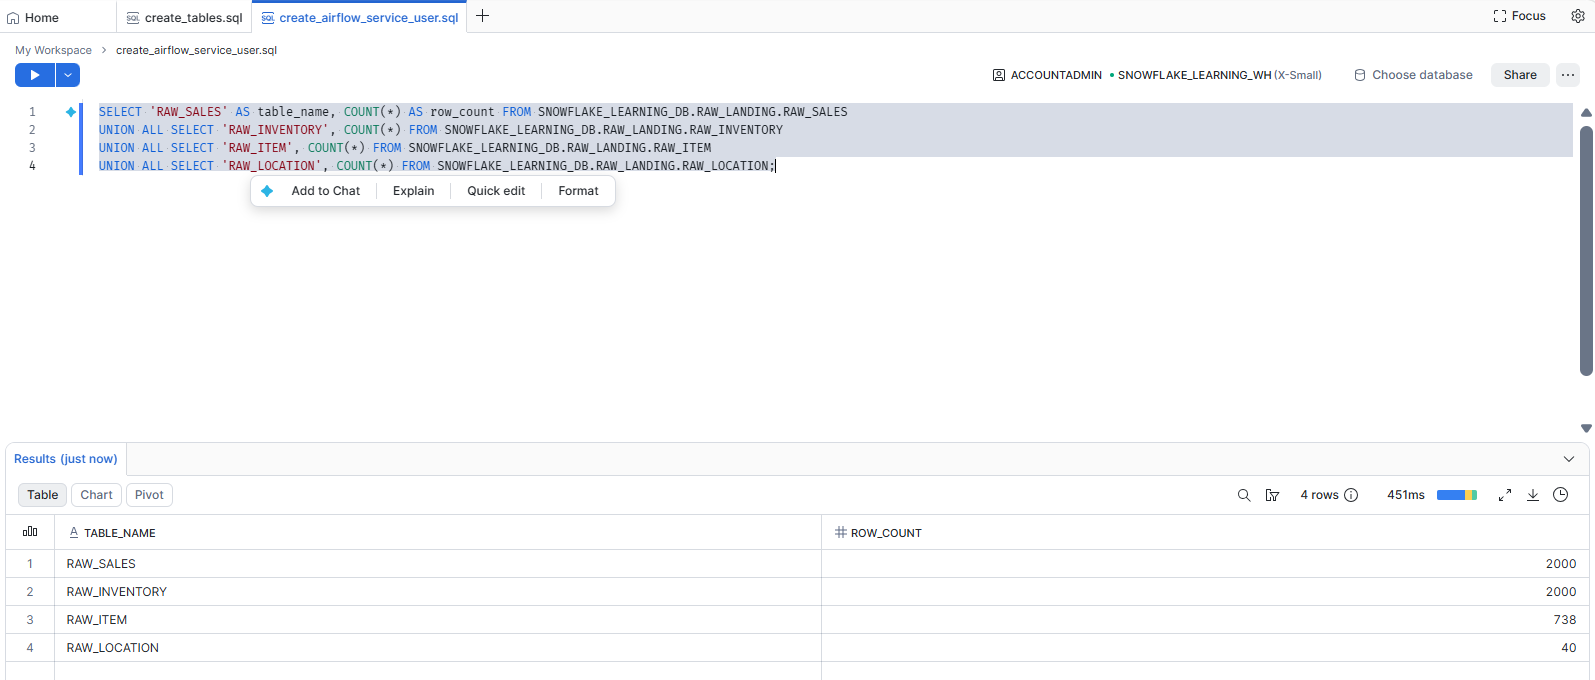 Home
create_tables.sql
create_airflow_service_user.sql
Focus
My Workspace > create_airflow_service_user.sql
ACCOUNTADMIN • SNOWFLAKE_LEARNING_WH (X-Small)
Choose database
Share
1 SELECT 'RAW_SALES' AS table_name, COUNT(*) AS row_count FROM SNOWFLAKE_LEARNING_DB.RAW_LANDING.RAW_SALES
2 UNION ALL SELECT 'RAW_INVENTORY', COUNT(*) FROM SNOWFLAKE_LEARNING_DB.RAW_LANDING.RAW_INVENTORY
3 UNION ALL SELECT 'RAW_ITEM', COUNT(*) FROM SNOWFLAKE_LEARNING_DB.RAW_LANDING.RAW_ITEM
4 UNION ALL SELECT 'RAW_LOCATION', COUNT(*) FROM SNOWFLAKE_LEARNING_DB.RAW_LANDING.RAW_LOCATION;
Add to Chat Explain Quick edit Format
Results (just now)
Table Chart Pivot
4 rows 451ms
A TABLE_NAME # ROW_COUNT
1 RAW_SALES 2000
2 RAW_INVENTORY 2000
3 RAW_ITEM 738
4 RAW_LOCATION 40